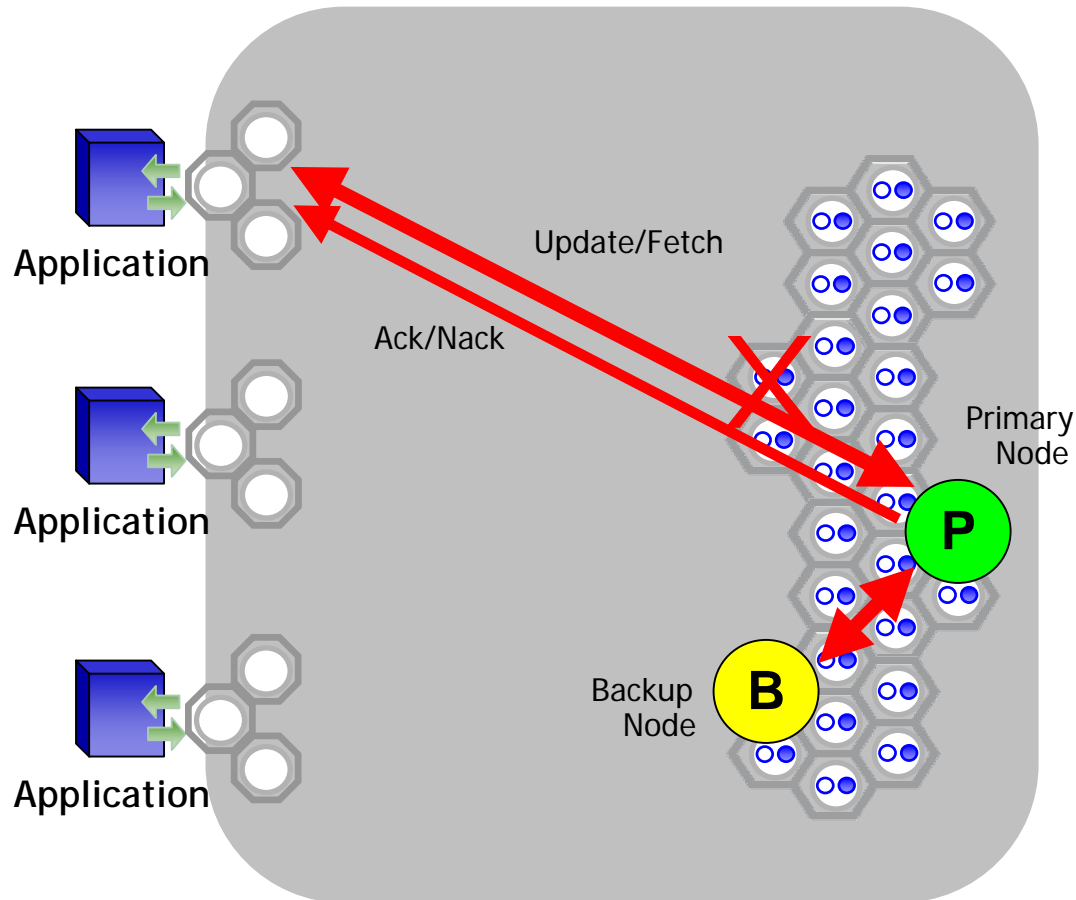 Application
Update/Fetch
Ack/Nack
Primary
Node
Application
P
B
Backup
Node
Application